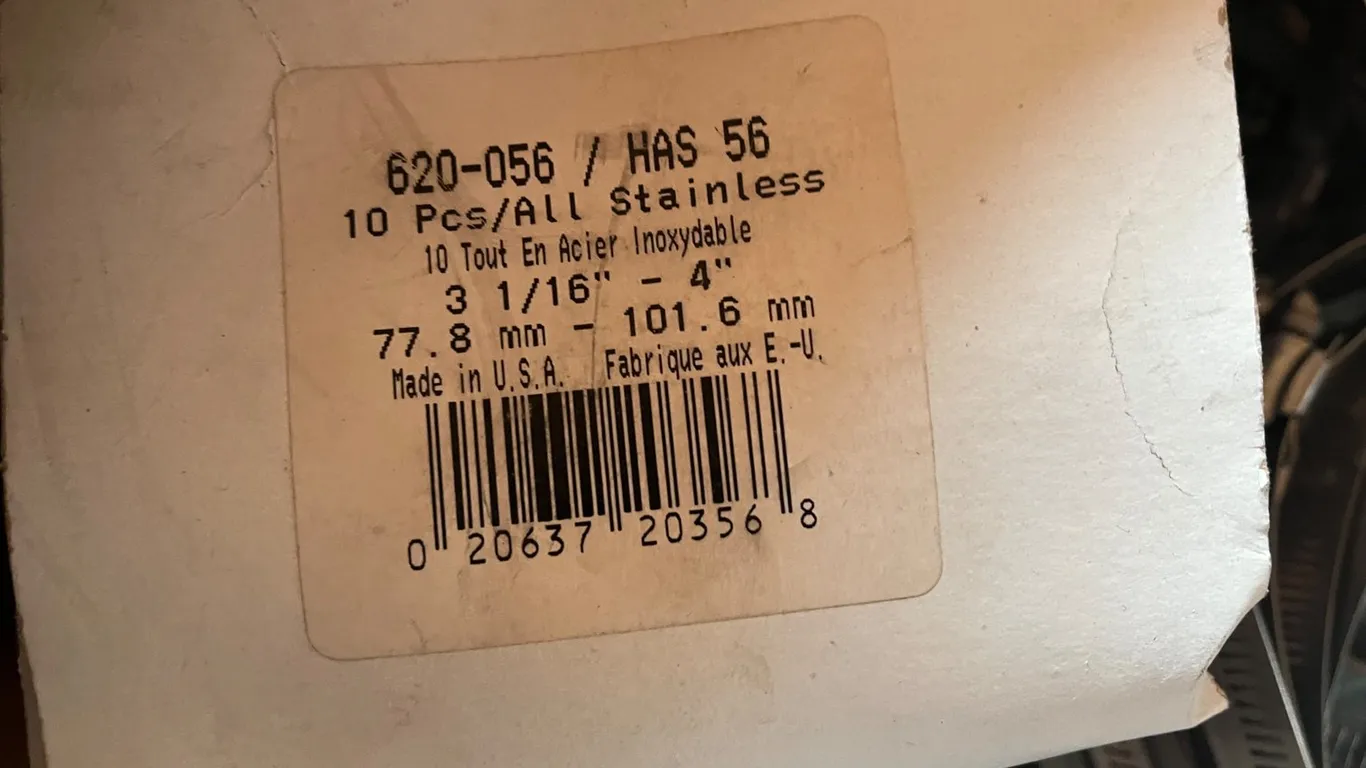 620-056 / HAS 56
10 Pcs/All Stainless
10 Tout En Acier Inoxydable
3 1/16" - 4"
77.8 mm - 101.6 mm
Made in U.S.A. Fabrique aux E.-U.
0 20637 20356 8